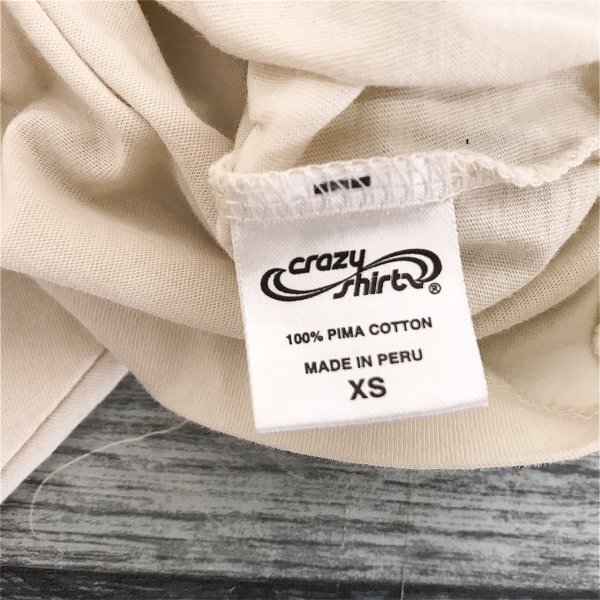 crazy
shirts®
100% PIMA COTTON
MADE IN PERU
XS